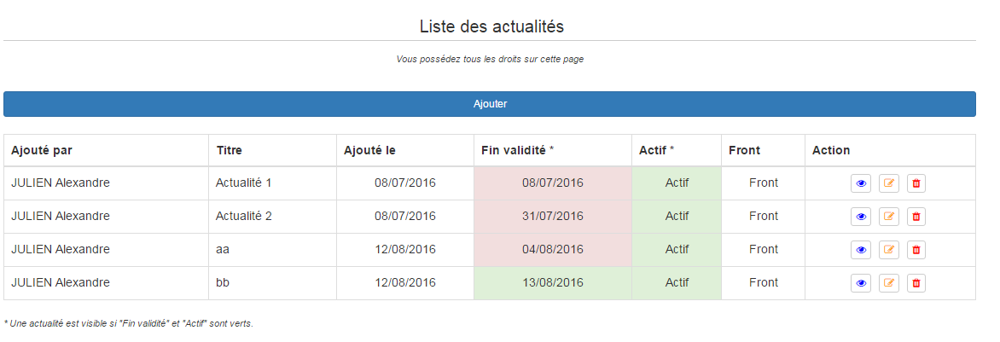 Liste des actualités
Vous possédez tous les droits sur cette page
Ajouter
Ajouté par Titre Ajouté le Fin validité * Actif * Front Action
JULIEN Alexandre Actualité 1 08/07/2016 08/07/2016 Actif Front
JULIEN Alexandre Actualité 2 08/07/2016 31/07/2016 Actif Front
JULIEN Alexandre aa 12/08/2016 04/08/2016 Actif Front
JULIEN Alexandre bb 12/08/2016 13/08/2016 Actif Front
* Une actualité est visible si "Fin validité" et "Actif" sont verts.